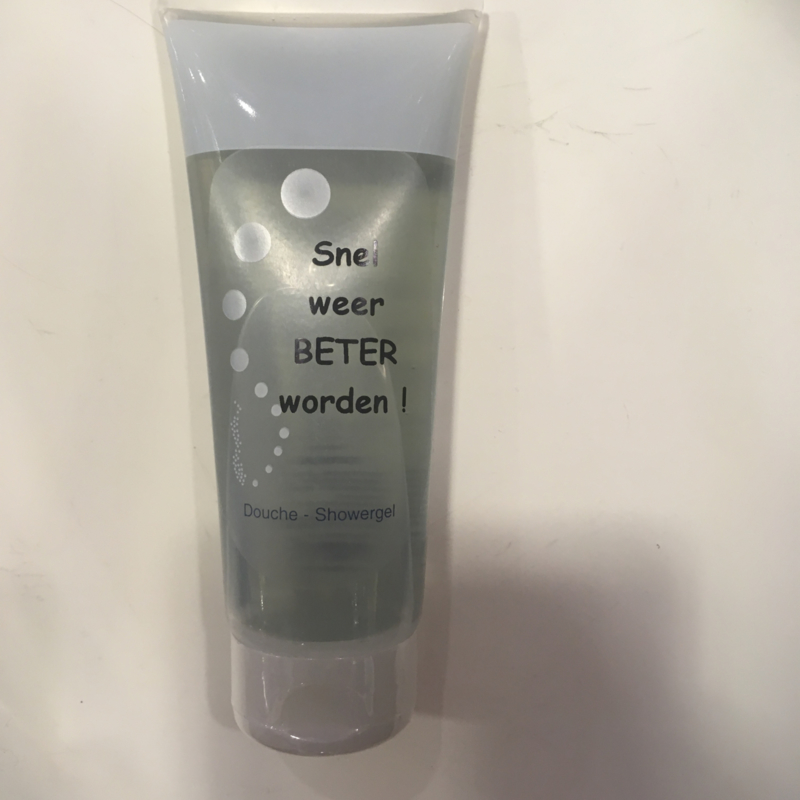 Snel
weer
BETER
worden !
Douche - Showergel